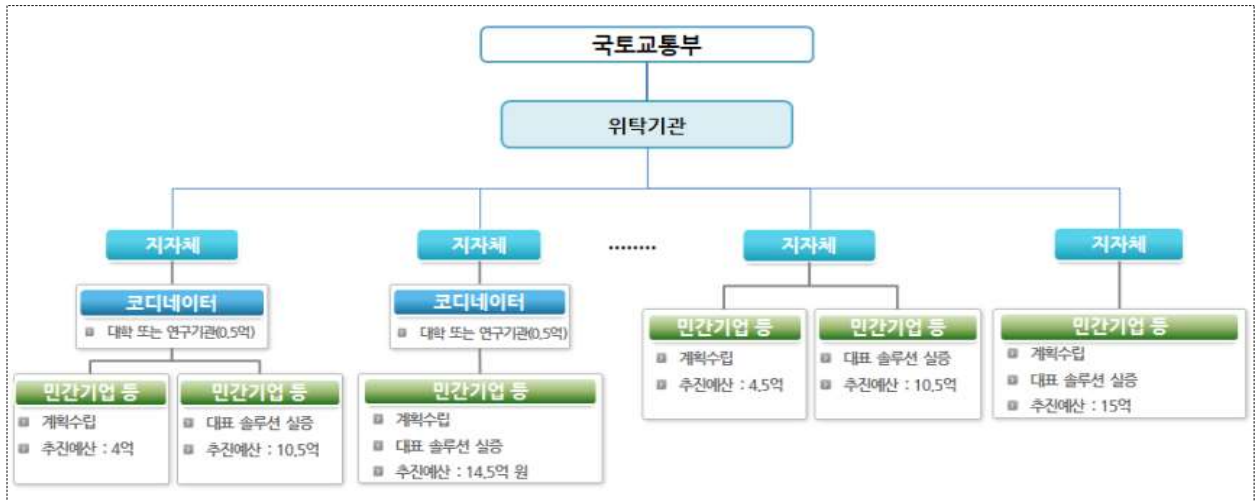 국토교통부
위탁기관
지자체
지자체
........
지자체
지자체
코디네이터
대학 또는 연구기관(0.5억)
코디네이터
대학 또는 연구기관(0.5억)
민간기업 등
계획수립
추진예산 : 4억
민간기업 등
대표 솔루션 실증
추진예산 : 10.5억
민간기업 등
계획수립
대표 솔루션 실증
추진예산 : 14.5억 원
민간기업 등
계획수립
추진예산 : 4.5억
민간기업 등
대표 솔루션 실증
추진예산 : 10.5억
민간기업 등
계획수립
대표 솔루션 실증
추진예산 : 15억